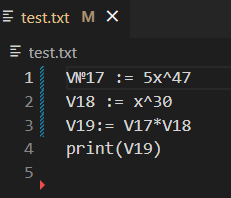 test.txt M ×
test.txt
1 V№17 := 5x^47
2 V18 := x^30
3 V19:= V17*V18
4 print(V19)
5